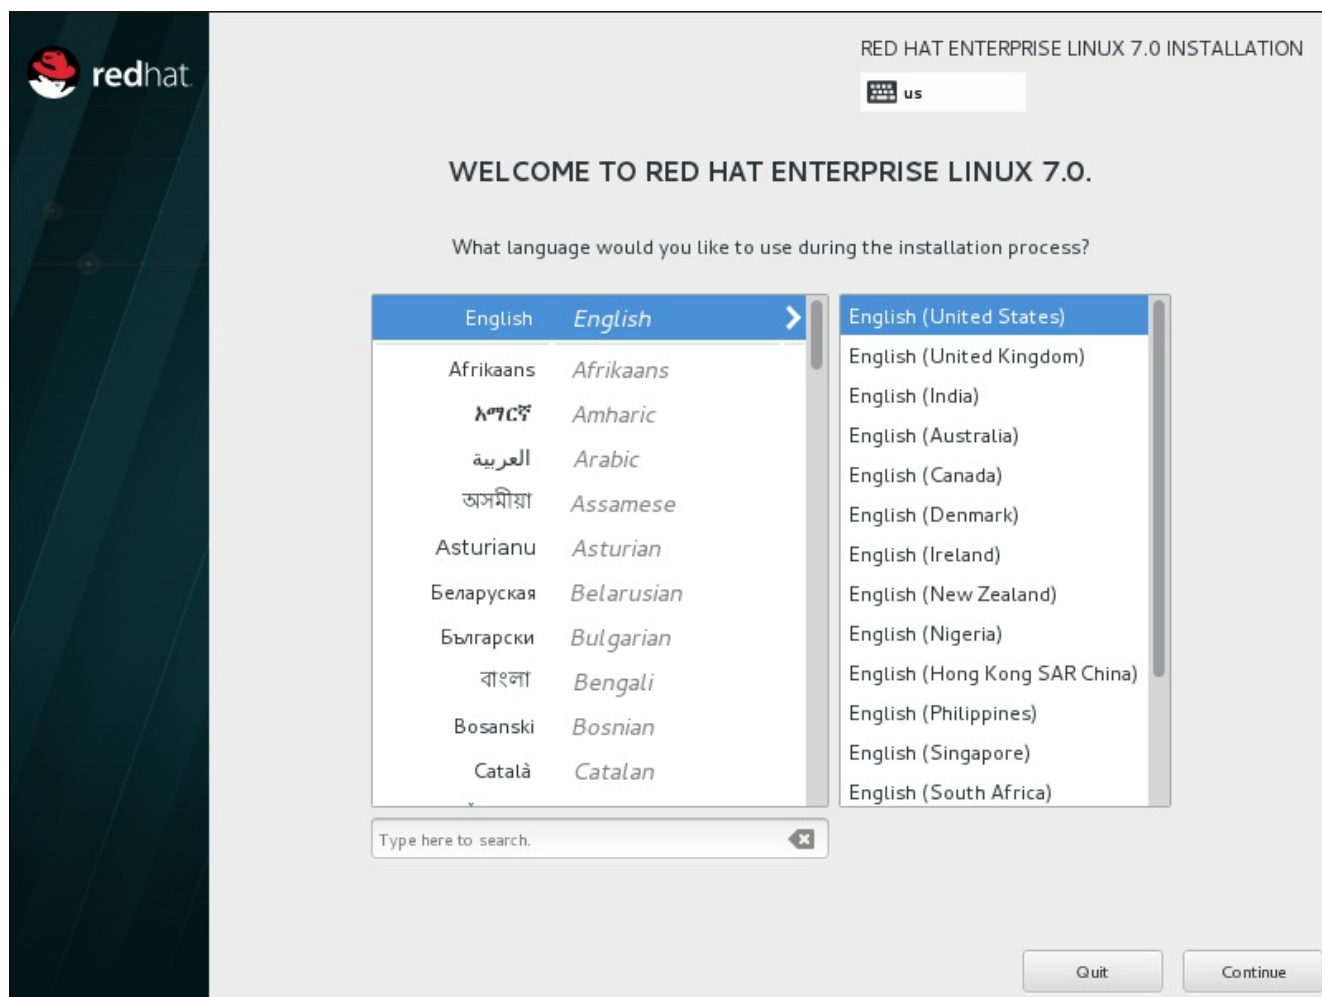 redhat.
RED HAT ENTERPRISE LINUX 7.0 INSTALLATION
us
WELCOME TO RED HAT ENTERPRISE LINUX 7.0.
What language would you like to use during the installation process?
English English
Afrikaans Afrikaans
አማርኛ Amharic
العربية Arabic
অসমীয়া Assamese
Asturianu Asturian
Беларуская Belarusian
Български Bulgarian
বাংলা Bengali
Bosanski Bosnian
Català Catalan
English (United States)
English (United Kingdom)
English (India)
English (Australia)
English (Canada)
English (Denmark)
English (Ireland)
English (New Zealand)
English (Nigeria)
English (Hong Kong SAR China)
English (Philippines)
English (Singapore)
English (South Africa)
Type here to search.
Quit
Continue